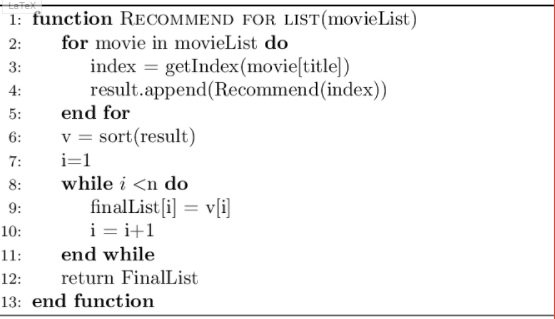 LaTeX
1: function RECOMMEND FOR LIST(movieList)
2: for movie in movieList do
3: index = getIndex(movie[title])
4: result.append(Recommend(index))
5: end for
6: v = sort(result)
7: i=1
8: while i <n do
9: finalList[i] = v[i]
10: i = i+1
11: end while
12: return FinalList
13: end function